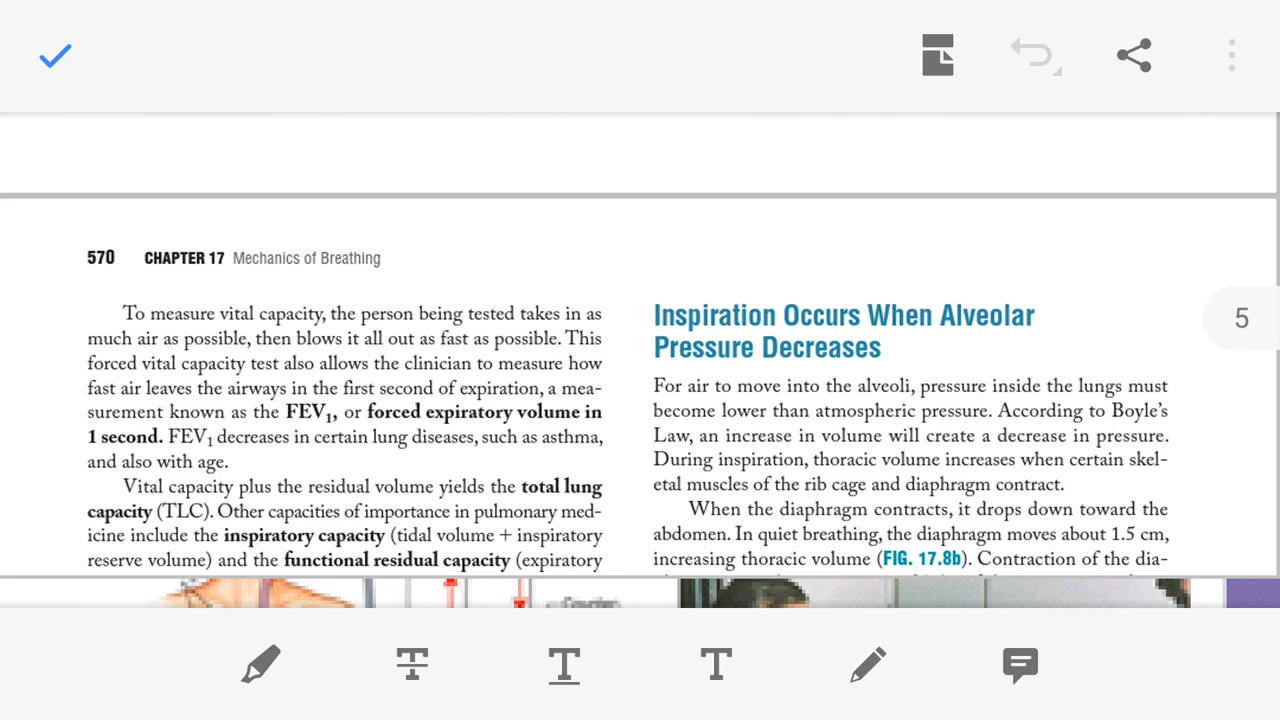 570 CHAPTER 17 Mechanics of Breathing
To measure vital capacity, the person being tested takes in as
much air as possible, then blows it all out as fast as possible. This
forced vital capacity test also allows the clinician to measure how
fast air leaves the airways in the first second of expiration, a mea-
surement known as the FEV₁, or forced expiratory volume in
1 second. FEV₁ decreases in certain lung diseases, such as asthma,
and also with age.
Vital capacity plus the residual volume yields the total lung
capacity (TLC). Other capacities of importance in pulmonary med-
icine include the inspiratory capacity (tidal volume + inspiratory
reserve volume) and the functional residual capacity (expiratory
Inspiration Occurs When Alveolar
Pressure Decreases
For air to move into the alveoli, pressure inside the lungs must
become lower than atmospheric pressure. According to Boyle's
Law, an increase in volume will create a decrease in pressure.
During inspiration, thoracic volume increases when certain skel-
etal muscles of the rib cage and diaphragm contract.
When the diaphragm contracts, it drops down toward the
abdomen. In quiet breathing, the diaphragm moves about 1.5 cm,
increasing thoracic volume (FIG. 17.8b). Contraction of the dia-
5
T
T
T